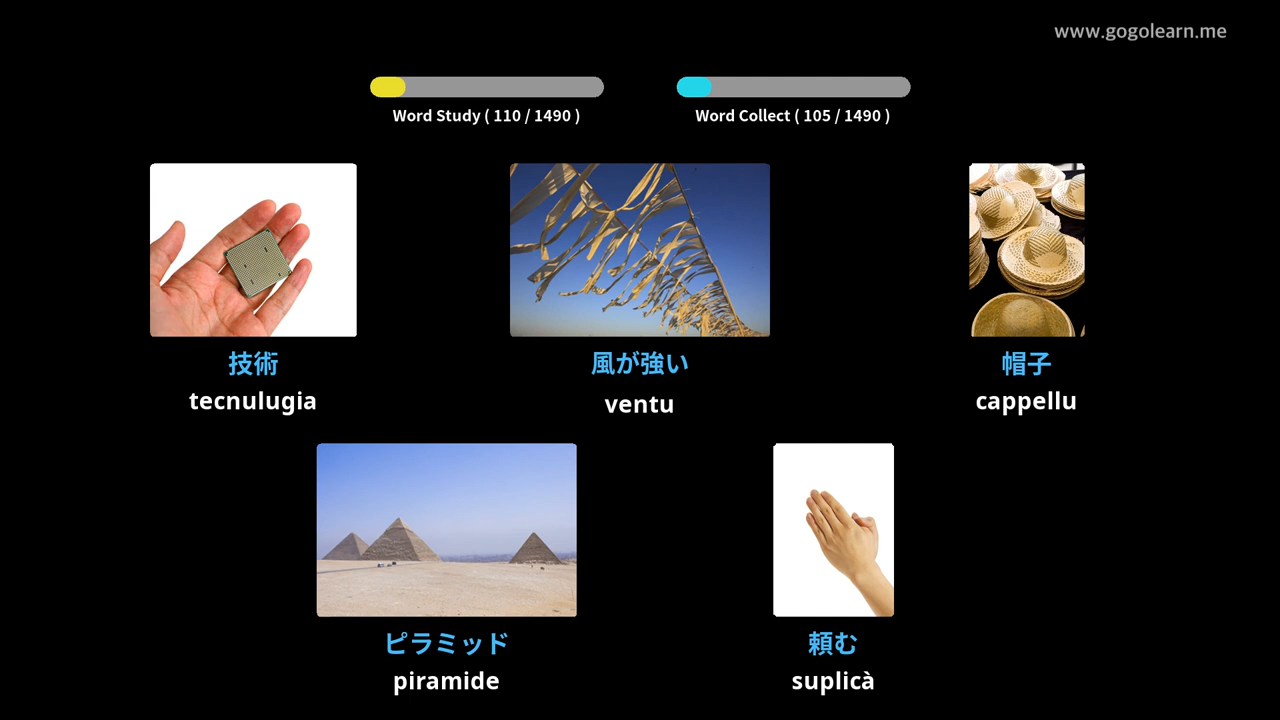 www.gogolearn.me
Word Study ( 110 / 1490 )
Word Collect ( 105 / 1490 )
技術
tecnulugia
風が強い
ventu
帽子
cappellu
ピラミッド
piramide
頼む
suplicà